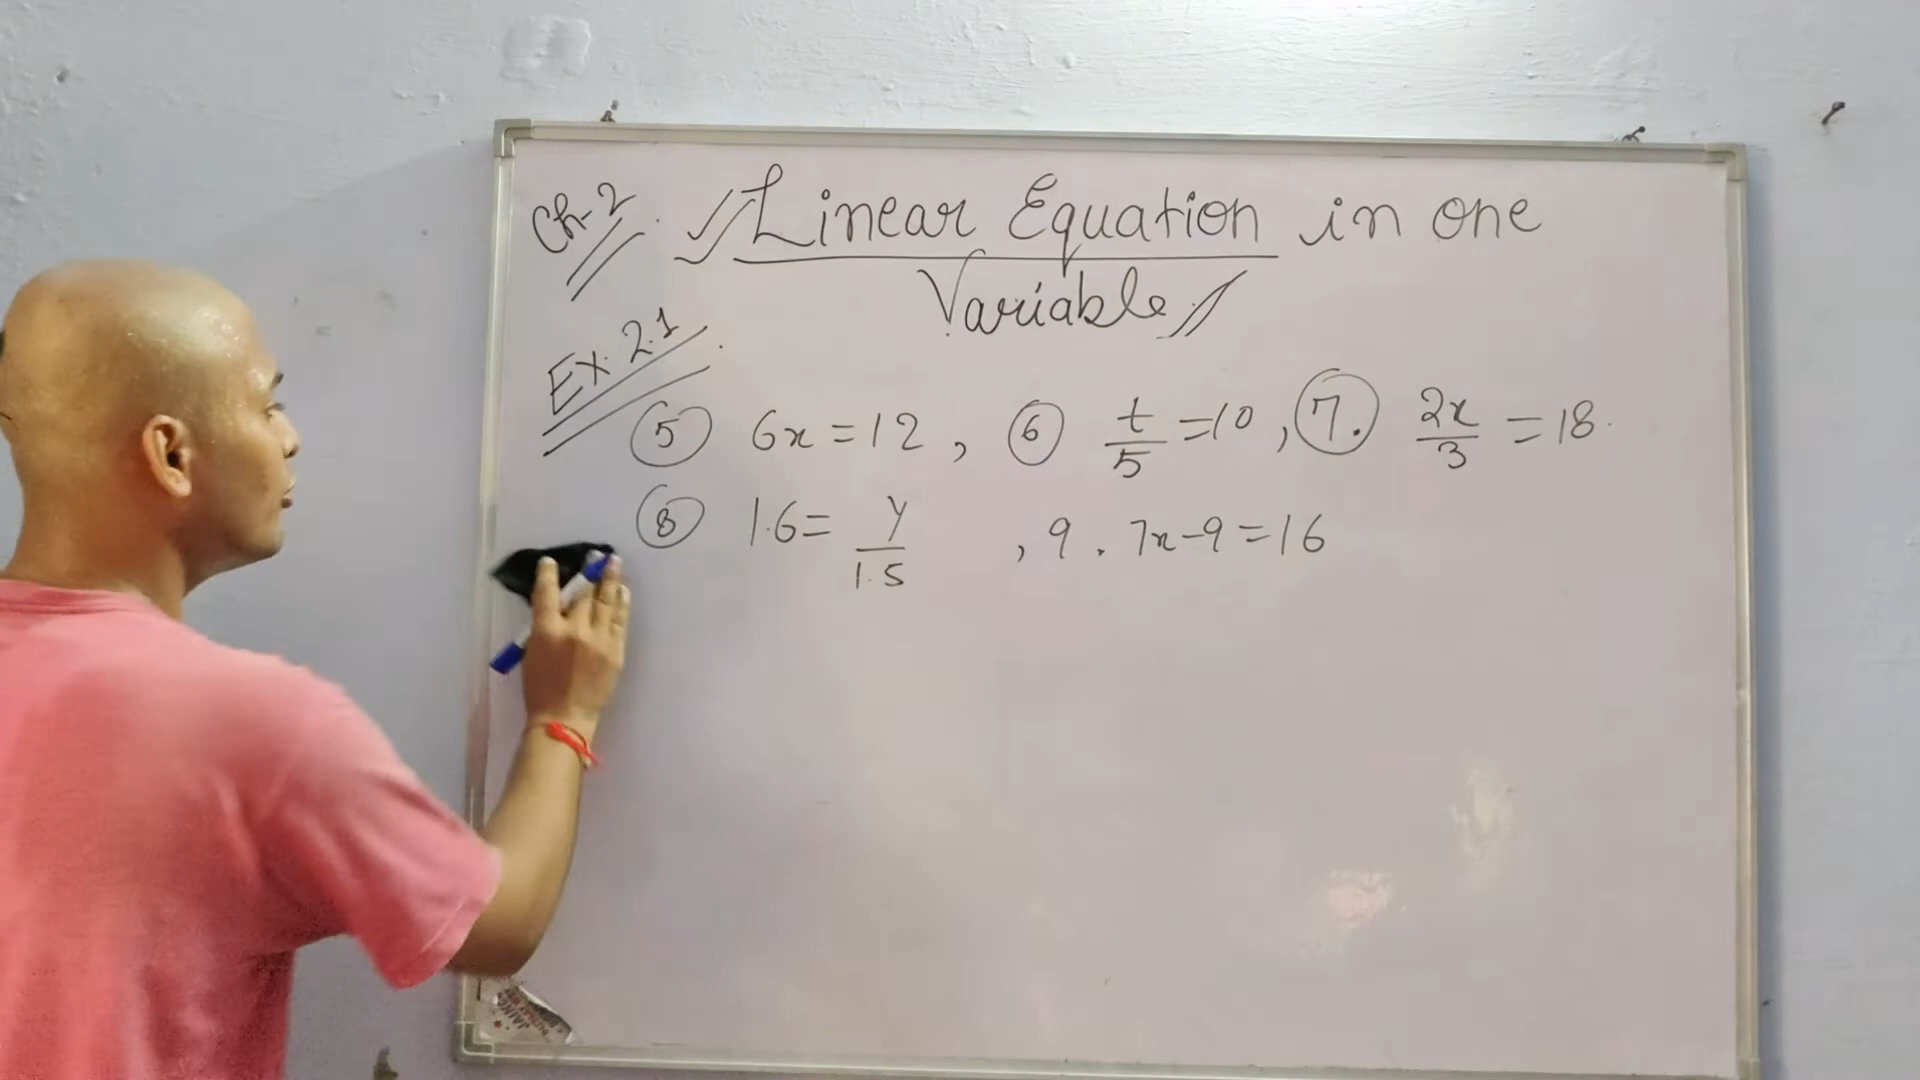 Ch-2 Linear Equation in one
Variable
Ex. 2.1
5 6x=12, 6 t/5=10, 7. 2x/3=18
8 1.6=y/1.5, 9. 7x-9=16